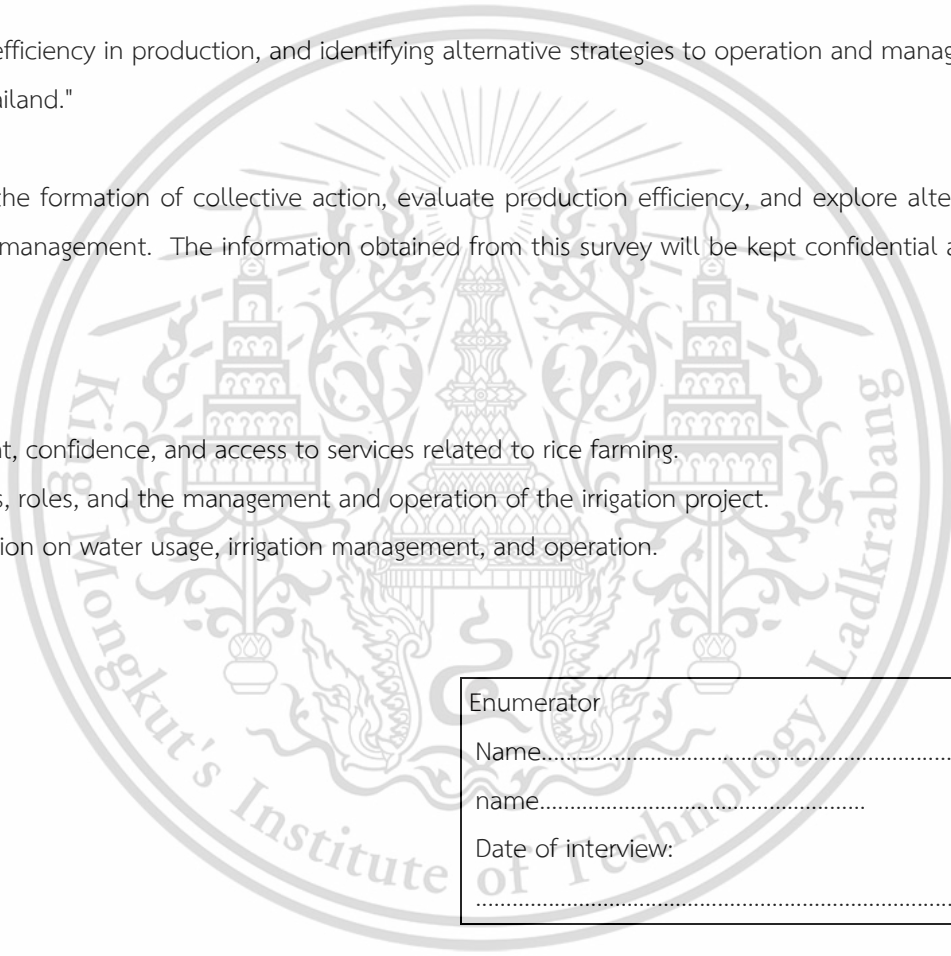 efficiency in production, and identifying alternative strategies to operation and manag
ailand."
the formation of collective action, evaluate production efficiency, and explore alte
management. The information obtained from this survey will be kept confidential a
t, confidence, and access to services related to rice farming.
s, roles, and the management and operation of the irrigation project.
ion on water usage, irrigation management, and operation.
King Mongkut's Institute of Technology Ladkrabang
Enumerator
Name..........................................................................
name......................................................
Date of interview:
................................................................................